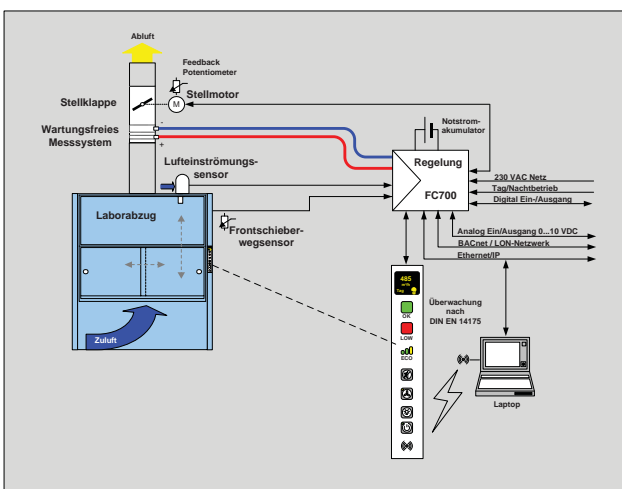 Abluft
Feedback
Potentiometer
Stellmotor
Stellklappe
M
Wartungsfreies
Messsystem
-
+
Lufteinströmungs-
sensor
Notstrom-
akumulator
Regelung
FC700
230 VAC Netz
Tag/Nachtbetrieb
Digital Ein-/Ausgang
Analog Ein/Ausgang 0...10 VDC
BACnet / LON-Netzwerk
Ethernet/IP
Laborabzug
Frontschieber-
wegsensor
Zuluft
485
m³/h
Tag
OK
LOW
ECO
Überwachung
nach
DIN EN 14175
Laptop